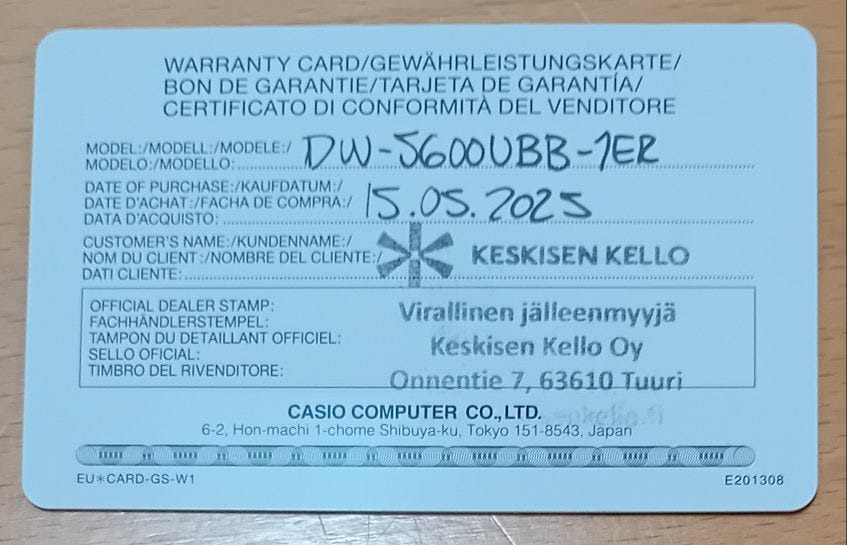 WARRANTY CARD/GEWÄHRLEISTUNGSKARTE/
BON DE GARANTIE/TARJETA DE GARANTÍA/
CERTIFICATO DI CONFORMITÀ DEL VENDITORE
MODEL:/MODELL:/MODELE:/
MODELO:/MODELLO: DW-5600UBB-1ER
DATE OF PURCHASE:/KAUFDATUM:/
DATE D'ACHAT:/FACHA DE COMPRA:/ 15.05.2025
DATA D'ACQUISTO:
CUSTOMER'S NAME:/KUNDENNAME:/
NOM DU CLIENT:/NOMBRE DEL CLIENTE:/ KESKISEN KELLO
DATI CLIENTE:
OFFICIAL DEALER STAMP:
FACHHÄNDLERSTEMPEL:
TAMPON DU DETAILLANT OFFICIEL:
SELLO OFICIAL:
TIMBRO DEL RIVENDITORE:
Virallinen jälleenmyyjä
Keskisen Kello Oy
Onnentie 7, 63610 Tuuri
CASIO COMPUTER CO.,LTD.
6-2, Hon-machi 1-chome Shibuya-ku, Tokyo 151-8543, Japan
EU*CARD-GS-W1
E201308